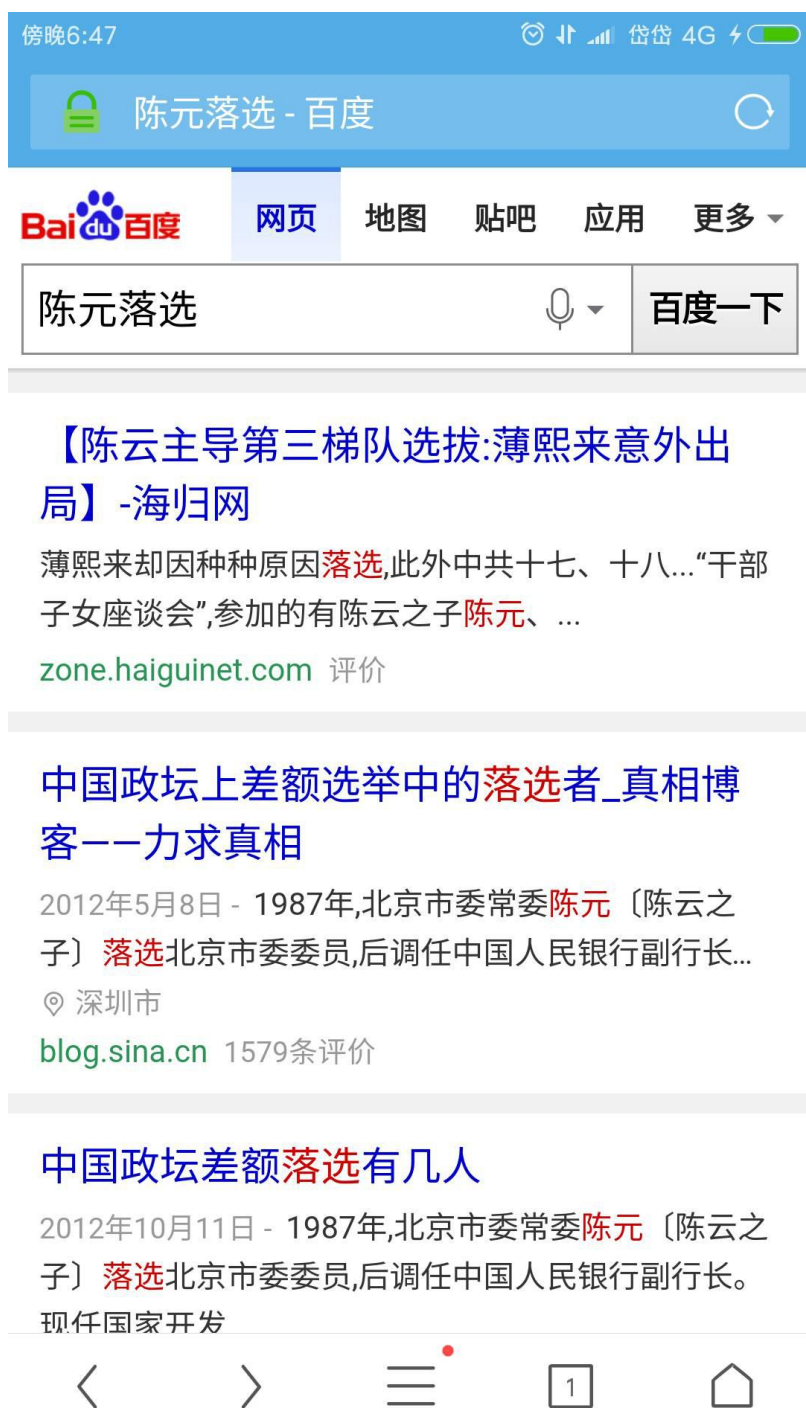 傍晚6:47
岱岱 4G
陈元落选 - 百度
Bai du 百度 网页 地图 贴吧 应用 更多
陈元落选 百度一下
【陈云主导第三梯队选拔:薄熙来意外出
局】-海归网
薄熙来却因种种原因落选,此外中共十七、十八...“干部
子女座谈会”,参加的有陈云之子陈元、...
zone.haiguinet.com 评价
中国政坛上差额选举中的落选者_真相博
客——力求真相
2012年5月8日 - 1987年,北京市委常委陈元〔陈云之
子〕落选北京市委委员,后调任中国人民银行副行长...
深圳市
blog.sina.cn 1579条评价
中国政坛差额落选有几人
2012年10月11日 - 1987年,北京市委常委陈元〔陈云之
子〕落选北京市委委员,后调任中国人民银行副行长。
现任国家开发
1